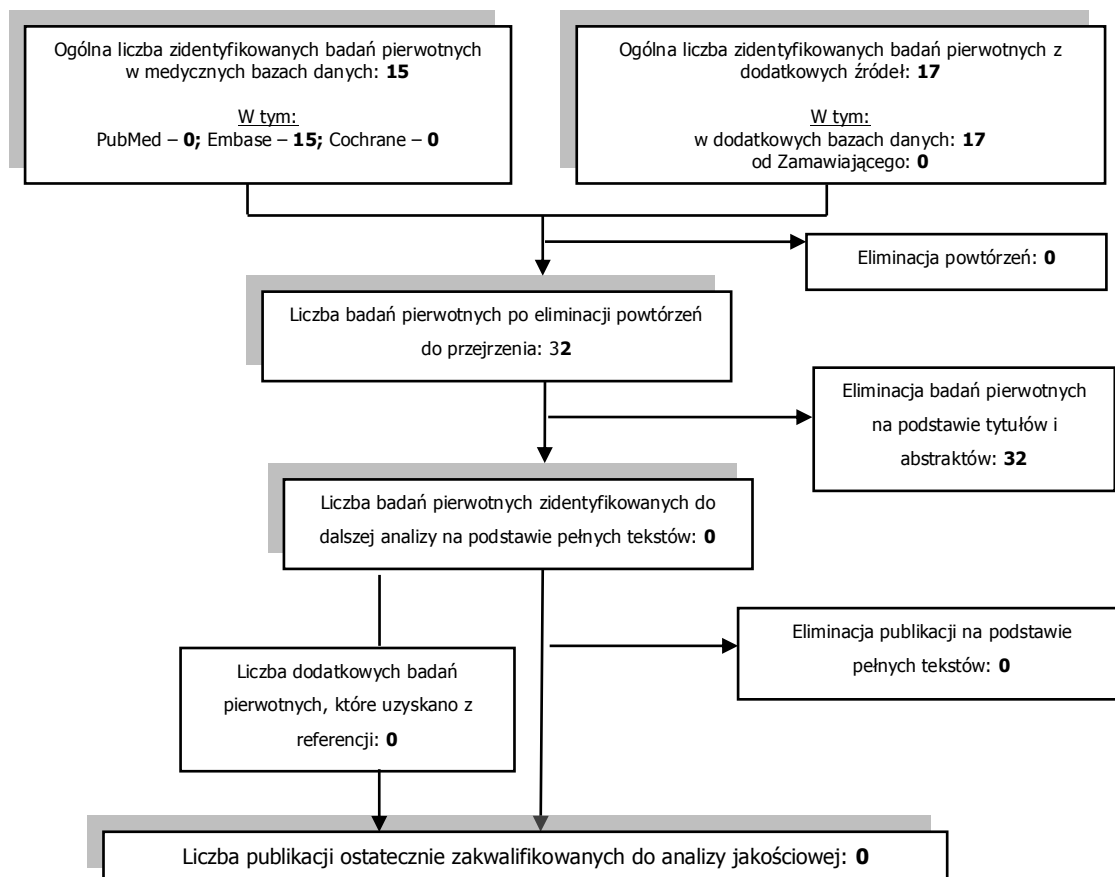 Ogólna liczba zidentyfikowanych badań pierwotnych
w medycznych bazach danych: 15
W tym:
PubMed – 0; Embase – 15; Cochrane – 0
Ogólna liczba zidentyfikowanych badań pierwotnych z
dodatkowych źródeł: 17
W tym:
w dodatkowych bazach danych: 17
od Zamawiającego: 0
Eliminacja powtórzeń: 0
Liczba badań pierwotnych po eliminacji powtórzeń
do przejrzenia: 32
Eliminacja badań pierwotnych
na podstawie tytułów i
abstraktów: 32
Liczba badań pierwotnych zidentyfikowanych do
dalszej analizy na podstawie pełnych tekstów: 0
Eliminacja publikacji na podstawie
pełnych tekstów: 0
Liczba dodatkowych badań
pierwotnych, które uzyskano z
referencji: 0
Liczba publikacji ostatecznie zakwalifikowanych do analizy jakościowej: 0